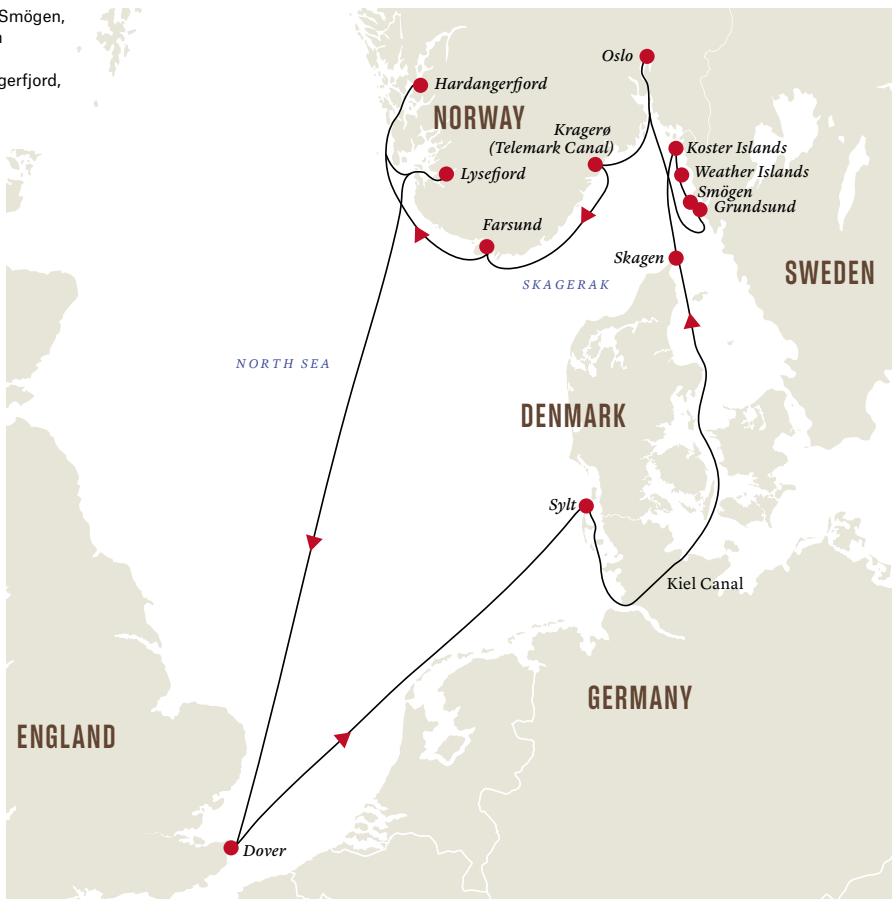 Smögen,
gerfjord,
Oslo
Hardangerfjord
NORWAY
Kragerø
(Telemark Canal)
Koster Islands
Lysefjord
Weather Islands
Smögen
Grundsund
Farsund
Skagen
SWEDEN
SKAGERAK
NORTH SEA
DENMARK
Sylt
Kiel Canal
GERMANY
ENGLAND
Dover